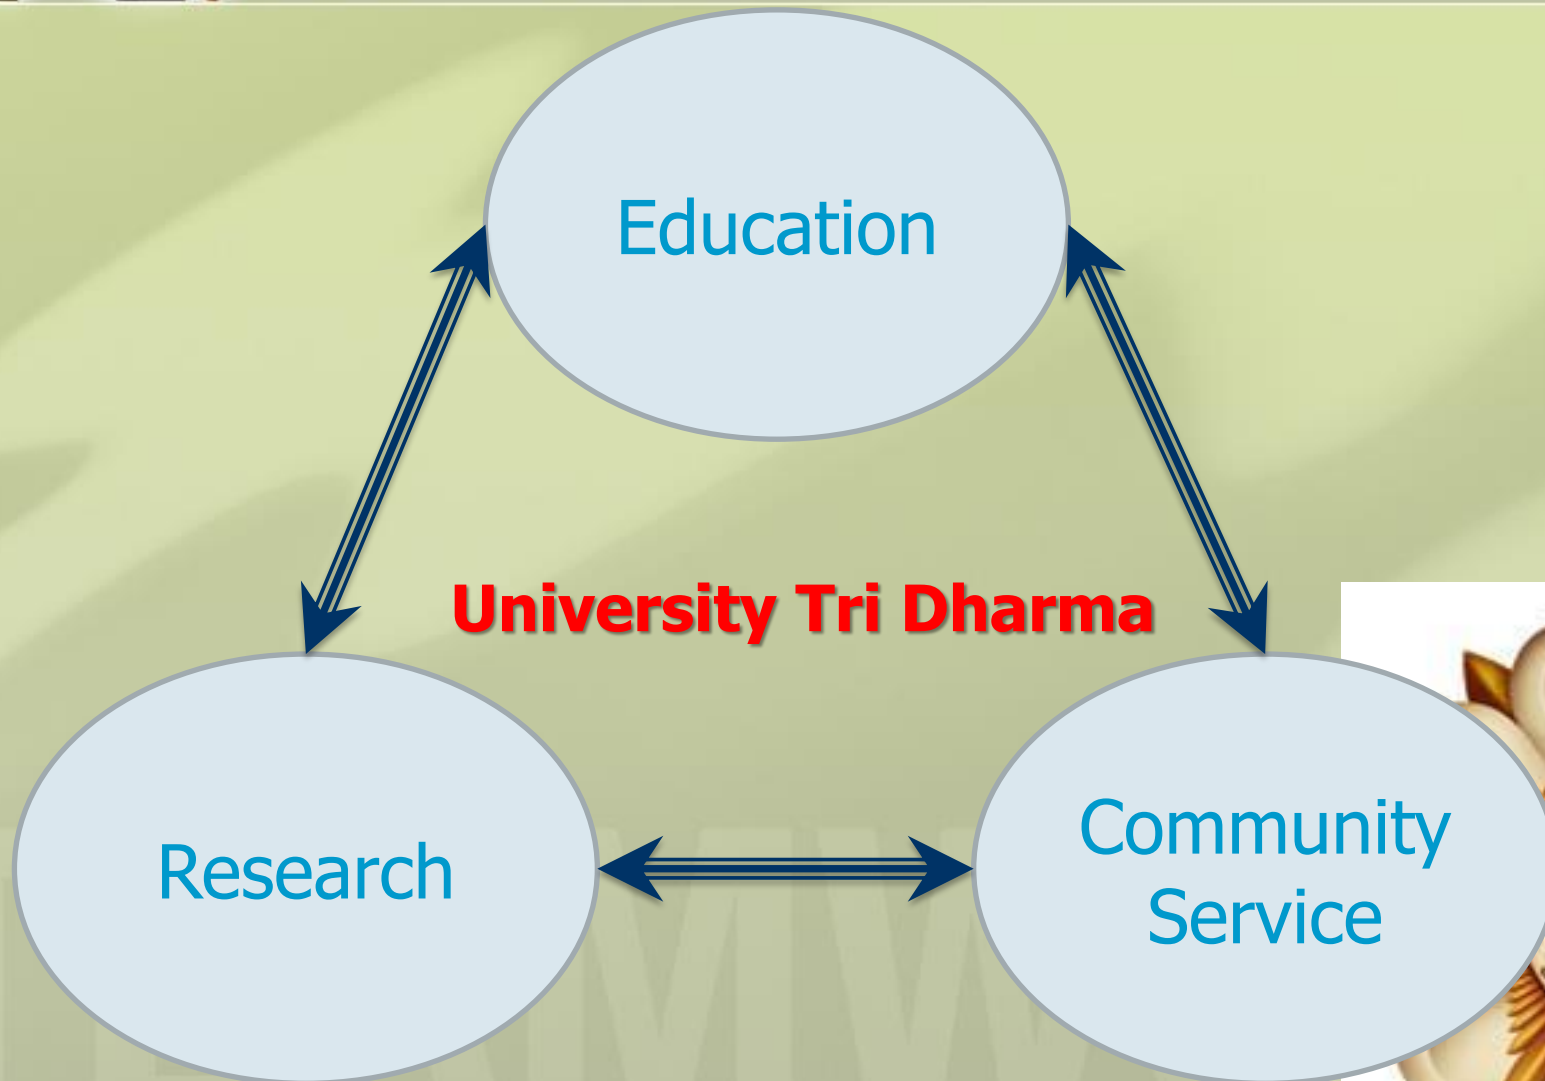 Education
University Tri Dharma
Research
Community
Service